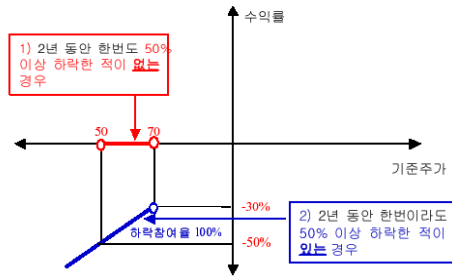 수익률
1) 2년 동안 한번도 50%
이상 하락한 적이 없는
경우
50
70
기준주가
-30%
하락참여율 100%
-50%
2) 2년 동안 한번이라도
50% 이상 하락한 적이
있는 경우